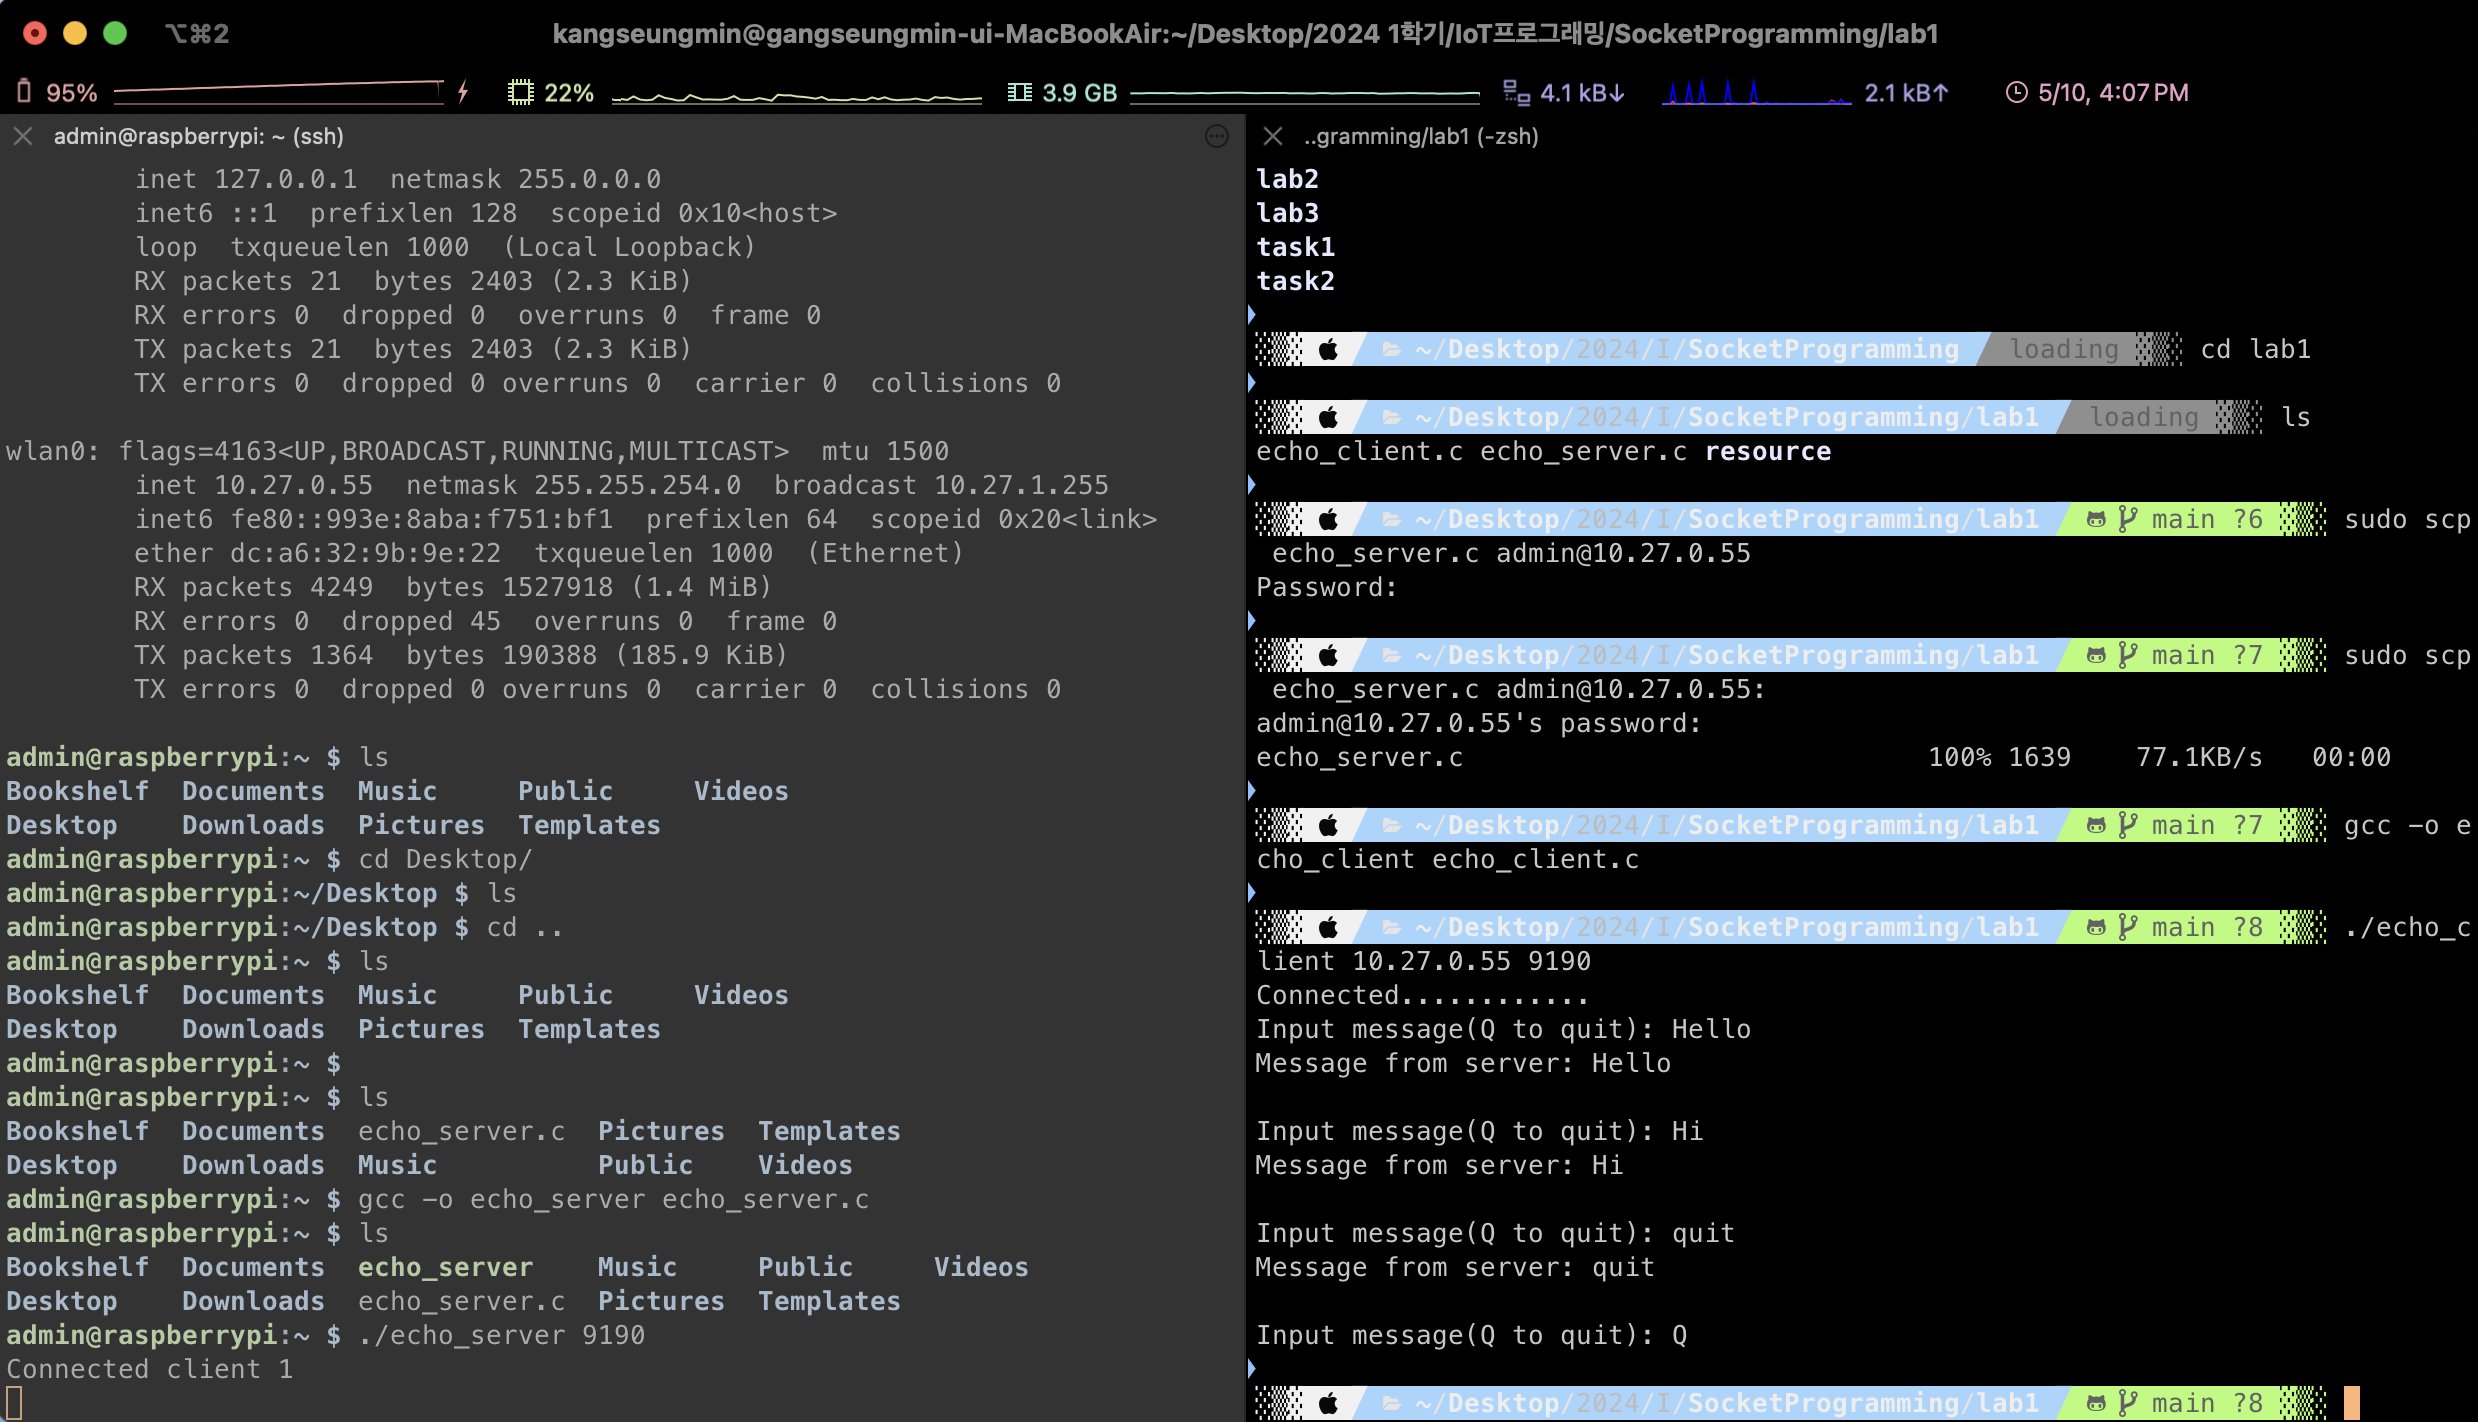 ⌥⌘2
kangseungmin@gangseungmin-ui-MacBookAir:~/Desktop/2024 1학기/IoT프로그래밍/SocketProgramming/lab1
95% 22% 3.9 GB 4.1 kB↓ 2.1 kB↑ 5/10, 4:07 PM
admin@raspberrypi: ~ (ssh)
inet 127.0.0.1  netmask 255.0.0.0
inet6 ::1  prefixlen 128  scopeid 0x10<host>
loop  txqueuelen 1000  (Local Loopback)
RX packets 21  bytes 2403 (2.3 KiB)
RX errors 0  dropped 0  overruns 0  frame 0
TX packets 21  bytes 2403 (2.3 KiB)
TX errors 0  dropped 0 overruns 0  carrier 0  collisions 0
wlan0: flags=4163<UP,BROADCAST,RUNNING,MULTICAST>  mtu 1500
inet 10.27.0.55  netmask 255.255.254.0  broadcast 10.27.1.255
inet6 fe80::993e:8aba:f751:bf1  prefixlen 64  scopeid 0x20<link>
ether dc:a6:32:9b:9e:22  txqueuelen 1000  (Ethernet)
RX packets 4249  bytes 1527918 (1.4 MiB)
RX errors 0  dropped 45  overruns 0  frame 0
TX packets 1364  bytes 190388 (185.9 KiB)
TX errors 0  dropped 0 overruns 0  carrier 0  collisions 0
admin@raspberrypi:~ $ ls
Bookshelf  Documents  Music     Public     Videos
Desktop    Downloads  Pictures  Templates
admin@raspberrypi:~ $ cd Desktop/
admin@raspberrypi:~/Desktop $ ls
admin@raspberrypi:~/Desktop $ cd ..
admin@raspberrypi:~ $ ls
Bookshelf  Documents  Music     Public     Videos
Desktop    Downloads  Pictures  Templates
admin@raspberrypi:~ $
admin@raspberrypi:~ $ ls
Bookshelf  Documents  echo_server.c  Pictures  Templates
Desktop    Downloads  Music          Public    Videos
admin@raspberrypi:~ $ gcc -o echo_server echo_server.c
admin@raspberrypi:~ $ ls
Bookshelf  Documents  echo_server    Music     Public     Videos
Desktop    Downloads  echo_server.c  Pictures  Templates
admin@raspberrypi:~ $ ./echo_server 9190
Connected client 1
..gramming/lab1 (-zsh)
lab2
lab3
task1
task2
~/Desktop/2024/I/SocketProgramming loading cd lab1
~/Desktop/2024/I/SocketProgramming/lab1 loading ls
echo_client.c echo_server.c resource
~/Desktop/2024/I/SocketProgramming/lab1 main ?6 sudo scp
echo_server.c admin@10.27.0.55
Password:
~/Desktop/2024/I/SocketProgramming/lab1 main ?7 sudo scp
echo_server.c admin@10.27.0.55:
admin@10.27.0.55's password:
echo_server.c 100% 1639 77.1KB/s 00:00
~/Desktop/2024/I/SocketProgramming/lab1 main ?7 gcc -o e
cho_client echo_client.c
~/Desktop/2024/I/SocketProgramming/lab1 main ?8 ./echo_c
lient 10.27.0.55 9190
Connected............
Input message(Q to quit): Hello
Message from server: Hello
Input message(Q to quit): Hi
Message from server: Hi
Input message(Q to quit): quit
Message from server: quit
Input message(Q to quit): Q
~/Desktop/2024/I/SocketProgramming/lab1 main ?8